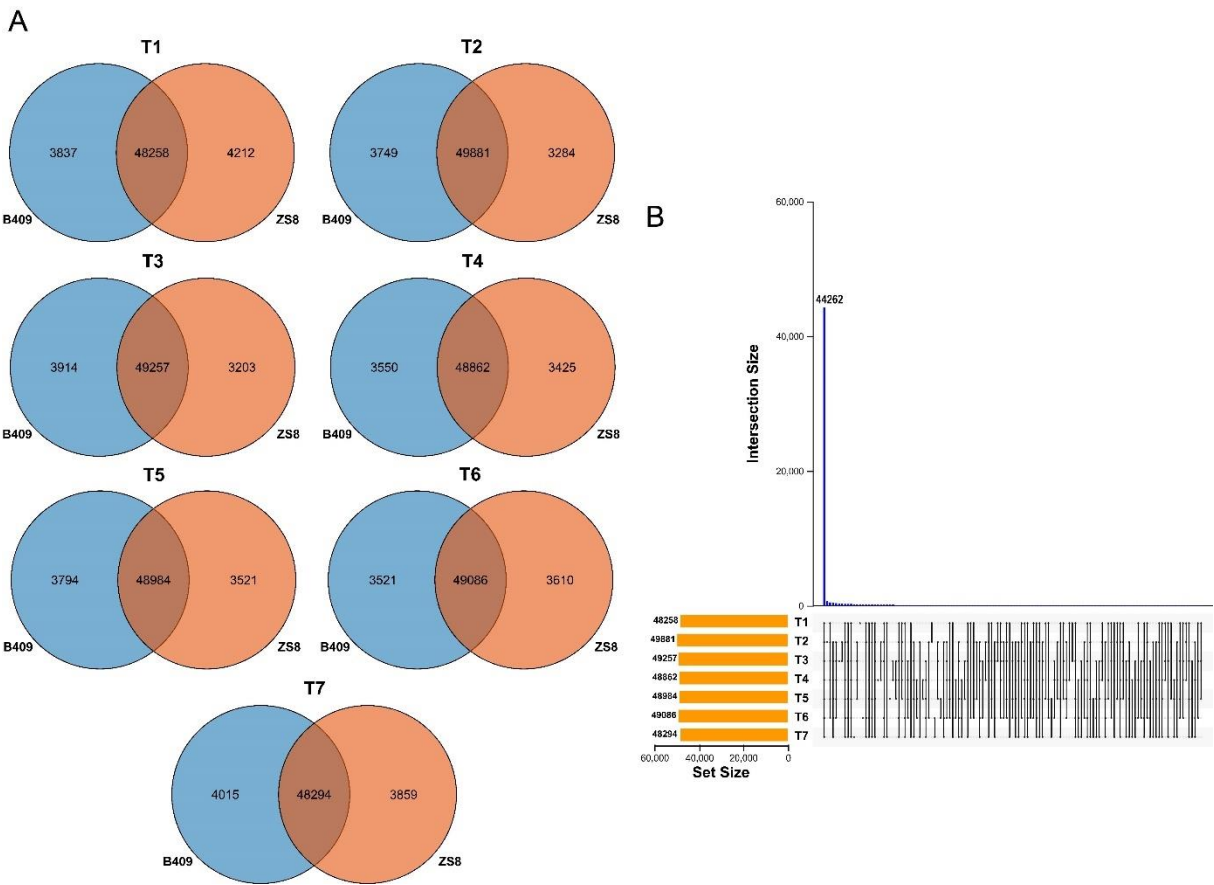 A
T1
3837 48258 4212
B409 ZS8
T2
3749 49881 3284
B409 ZS8
T3
3914 49257 3203
B409 ZS8
T4
3550 48862 3425
B409 ZS8
T5
3794 48984 3521
B409 ZS8
T6
3521 49086 3610
B409 ZS8
T7
4015 48294 3859
B409 ZS8
B
60,000
40,000
20,000
0
Intersection Size
44262
48258 T1
49881 T2
49257 T3
48862 T4
48984 T5
49086 T6
48294 T7
60,000 40,000 20,000 0
Set Size